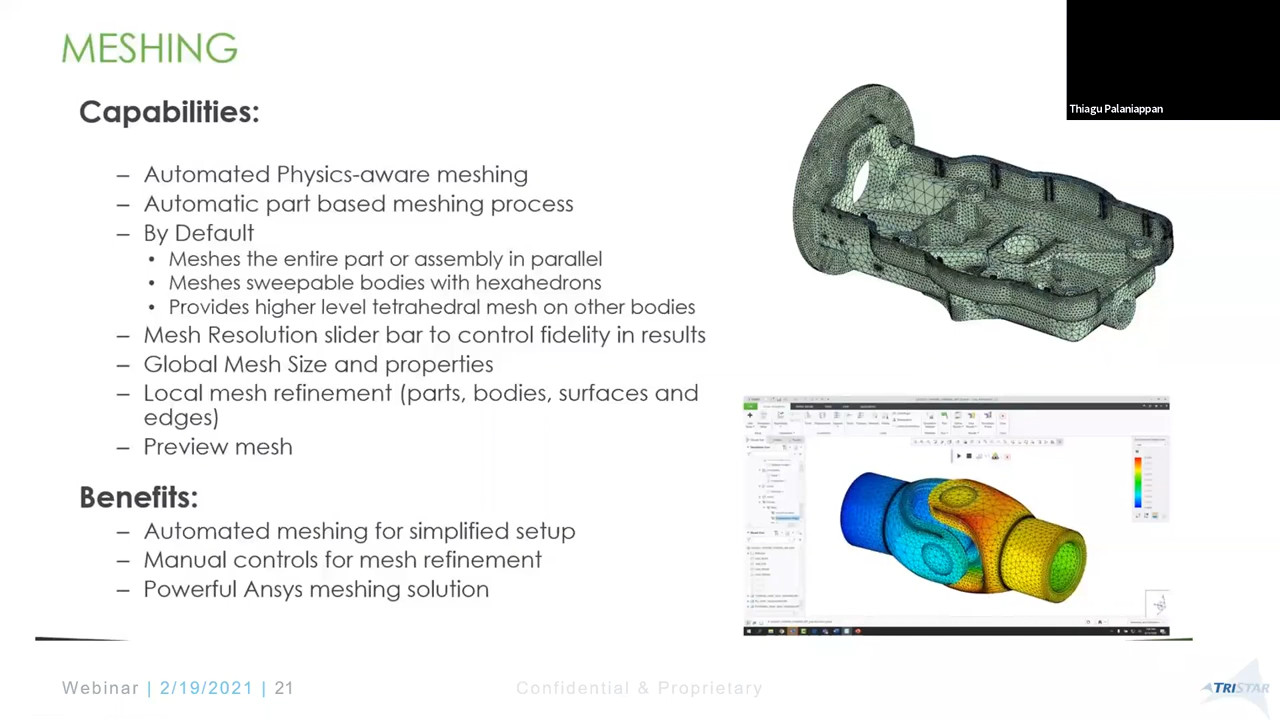 MESHING
Thiagu Palaniappan
Capabilities:
– Automated Physics-aware meshing
– Automatic part based meshing process
– By Default
• Meshes the entire part or assembly in parallel
• Meshes sweepable bodies with hexahedrons
• Provides higher level tetrahedral mesh on other bodies
– Mesh Resolution slider bar to control fidelity in results
– Global Mesh Size and properties
– Local mesh refinement (parts, bodies, surfaces and
edges)
– Preview mesh
Benefits:
– Automated meshing for simplified setup
– Manual controls for mesh refinement
– Powerful Ansys meshing solution
Webinar | 2/19/2021 | 21
Confidential & Proprietary
TRISTAR